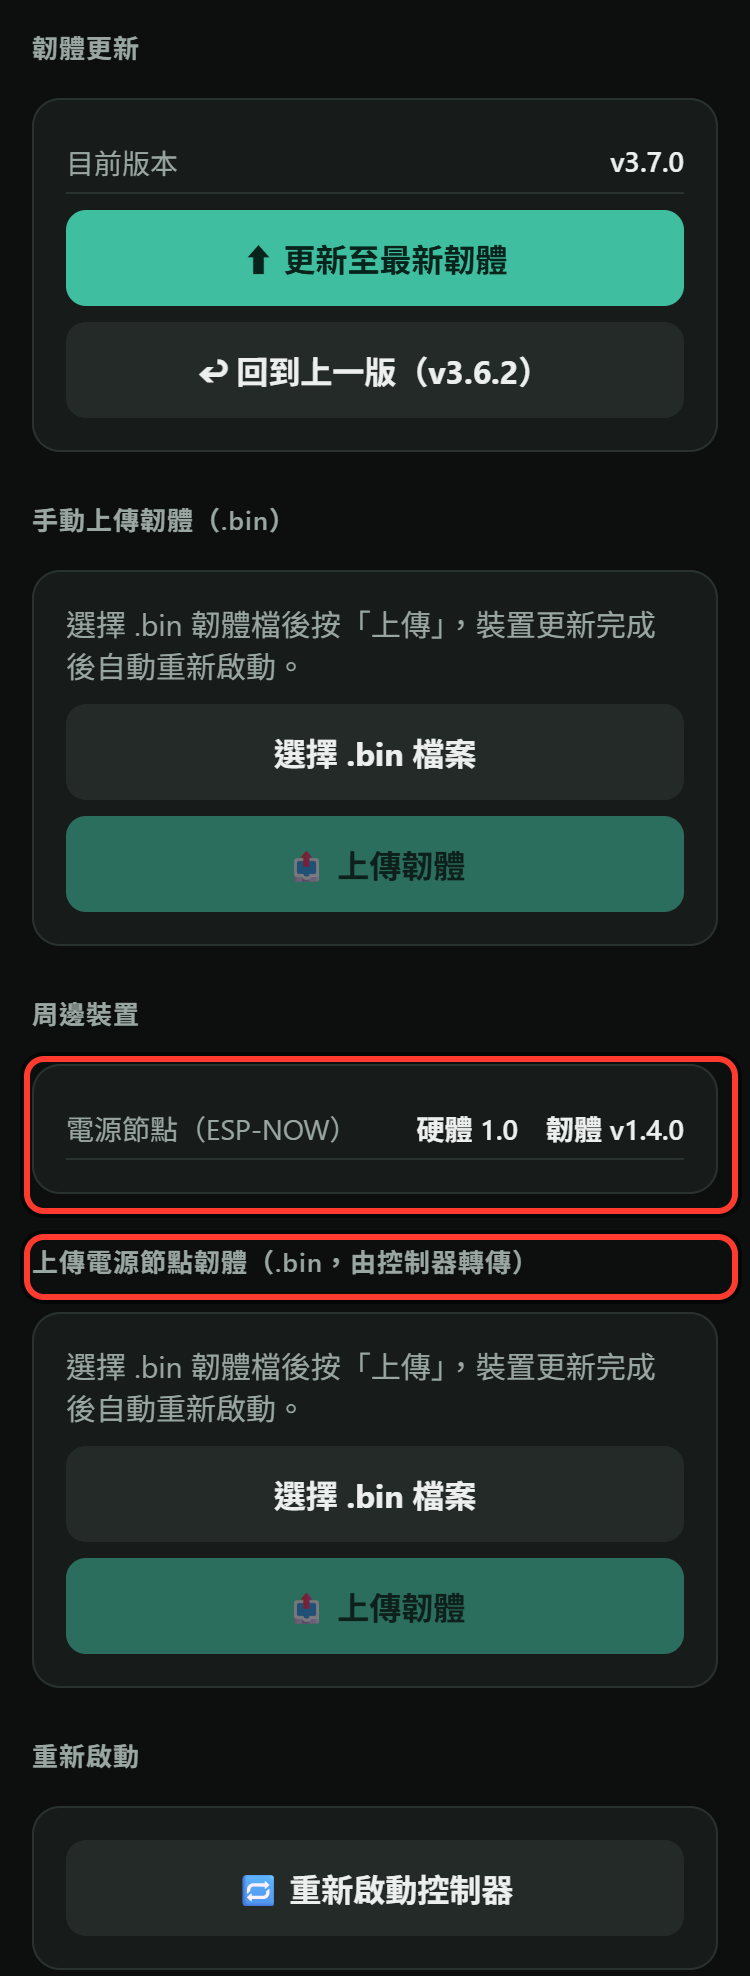 韌體更新
目前版本 v3.7.0
⬆ 更新至最新韌體
↩ 回到上一版（v3.6.2）
手動上傳韌體（.bin）
選擇 .bin 韌體檔後按「上傳」，裝置更新完成
後自動重新啟動。
選擇 .bin 檔案
📤 上傳韌體
周邊裝置
電源節點（ESP-NOW） 硬體 1.0 韌體 v1.4.0
上傳電源節點韌體（.bin，由控制器轉傳）
選擇 .bin 韌體檔後按「上傳」，裝置更新完成
後自動重新啟動。
選擇 .bin 檔案
📤 上傳韌體
重新啟動
🔁 重新啟動控制器